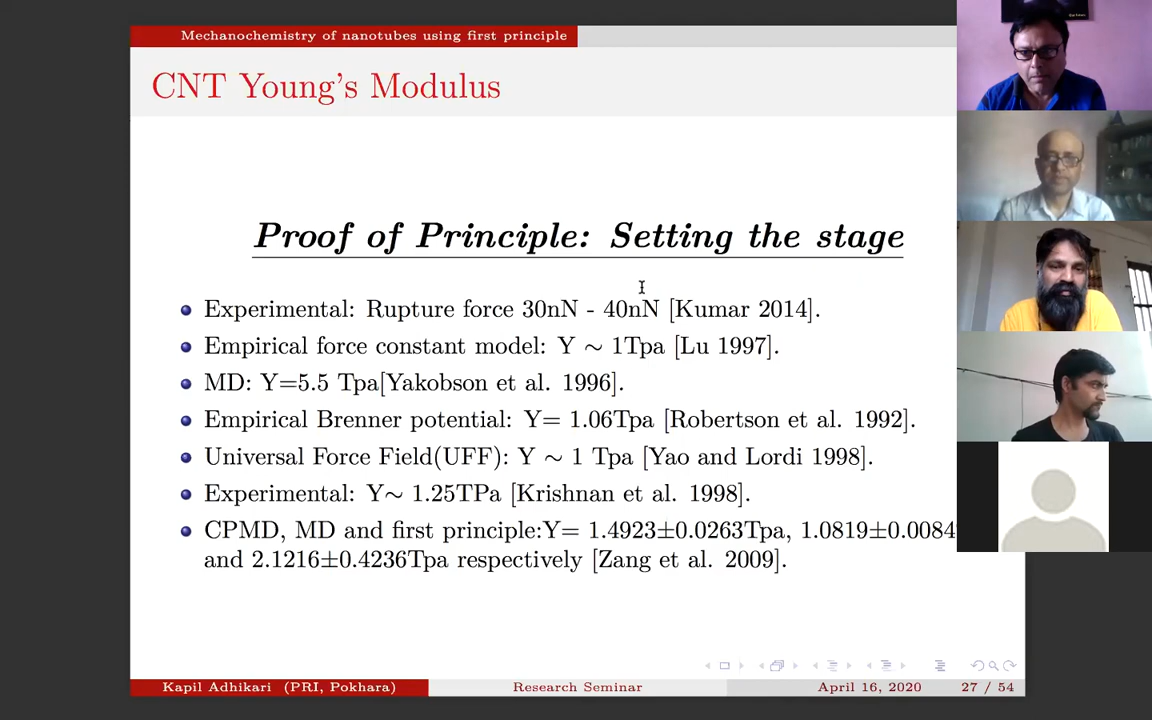 Mechanochemistry of nanotubes using first principle
CNT Young's Modulus
Proof of Principle: Setting the stage
Experimental: Rupture force 30nN - 40nN [Kumar 2014].
Empirical force constant model: Y ∼ 1Tpa [Lu 1997].
MD: Y=5.5 Tpa[Yakobson et al. 1996].
Empirical Brenner potential: Y= 1.06Tpa [Robertson et al. 1992].
Universal Force Field(UFF): Y ∼ 1 Tpa [Yao and Lordi 1998].
Experimental: Y∼ 1.25TPa [Krishnan et al. 1998].
CPMD, MD and first principle:Y= 1.4923±0.0263Tpa, 1.0819±0.0084
and 2.1216±0.4236Tpa respectively [Zang et al. 2009].
Kapil Adhikari (PRI, Pokhara) Research Seminar April 16, 2020 27 / 54